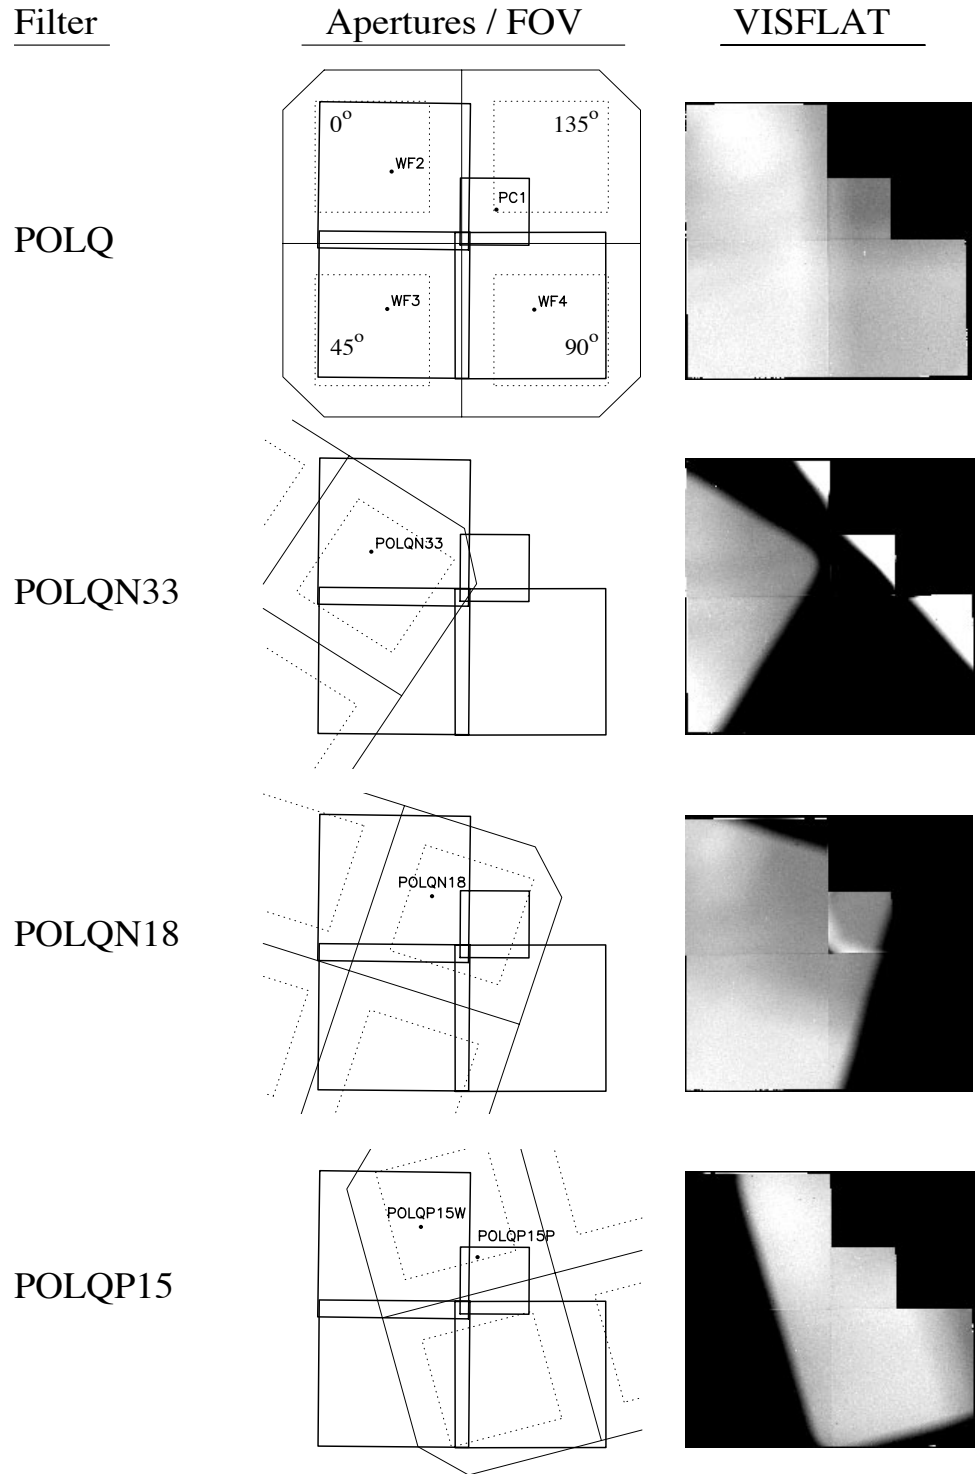 Filter Apertures / FOV VISFLAT
0° 135°
WF2
PC1
POLQ
WF3 WF4
45° 90°
POLQN33
POLQN33
POLQN18
POLQN18
POLQP15W
POLQP15P
POLQP15